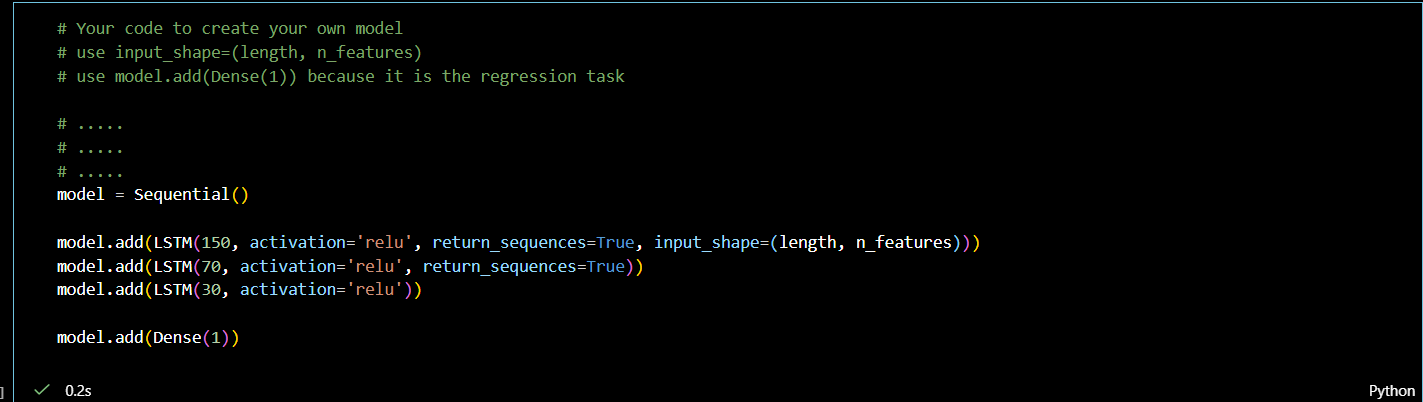 # Your code to create your own model
# use input_shape=(length, n_features)
# use model.add(Dense(1)) because it is the regression task
# .....
# .....
# .....
model = Sequential()
model.add(LSTM(150, activation='relu', return_sequences=True, input_shape=(length, n_features)))
model.add(LSTM(70, activation='relu', return_sequences=True))
model.add(LSTM(30, activation='relu'))
model.add(Dense(1))
] 0.2s Python